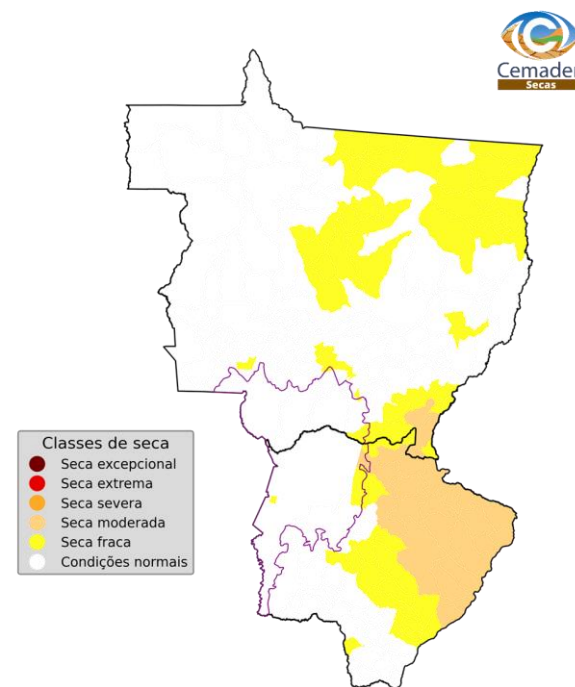 Cemaden
Secas
Classes de seca
Seca excepcional
Seca extrema
Seca severa
Seca moderada
Seca fraca
Condições normais